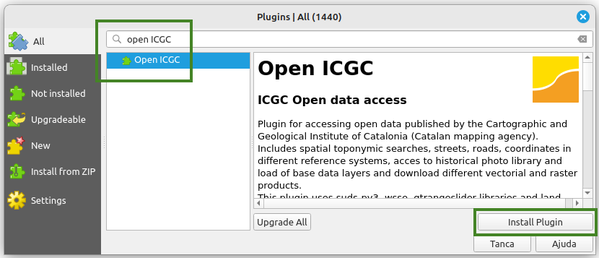 Plugins | All (1440)
All
Installed
Not installed
Upgradeable
New
Install from ZIP
Settings
open ICGC
Open ICGC
Open ICGC
ICGC Open data access
Plugin for accessing open data published by the Cartographic and
Geological Institute of Catalonia (Catalan mapping agency).
Includes spatial toponymic searches, streets, roads, coordinates in
different reference systems, acces to historical photo library and
load of base data layers and download different vectorial and raster
products.
This plugin uses suds-py3, wsse, qtrangeslider libraries and land
Upgrade All
Install Plugin
Tanca
Ajuda